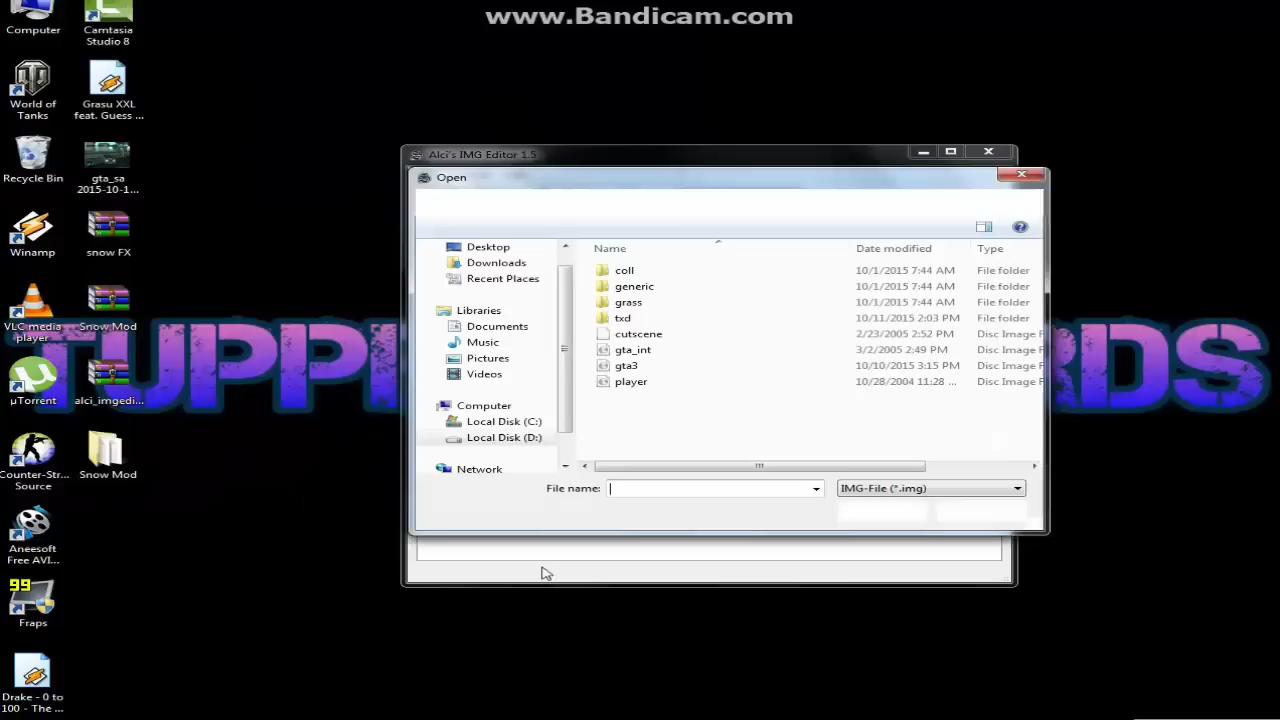 www.Bandicam.com
Computer
Camtasia
Studio 8
World of
Tanks
Grasu XXL
feat. Guess ...
Recycle Bin
gta_sa
2015-10-1...
Winamp
snow FX
VLC media
player
Snow Mod
µTorrent
alci_imgedi...
Counter-Str...
Source
Snow Mod
Aneesoft
Free AVI...
99
Fraps
Drake - 0 to
100 - The ...
TUPP
RDS
Alci's IMG Editor 1.5
Open
Desktop
Downloads
Recent Places
Libraries
Documents
Music
Pictures
Videos
Computer
Local Disk (C:)
Local Disk (D:)
Network
Name Date modified Type
coll 10/1/2015 7:44 AM File folder
generic 10/1/2015 7:44 AM File folder
grass 10/1/2015 7:44 AM File folder
txd 10/11/2015 2:03 PM File folder
cutscene 2/23/2005 2:52 PM Disc Image F
gta_int 3/2/2005 2:49 PM Disc Image F
gta3 10/10/2015 3:15 PM Disc Image F
player 10/28/2004 11:28 ... Disc Image F
File name: IMG-File (*.img)